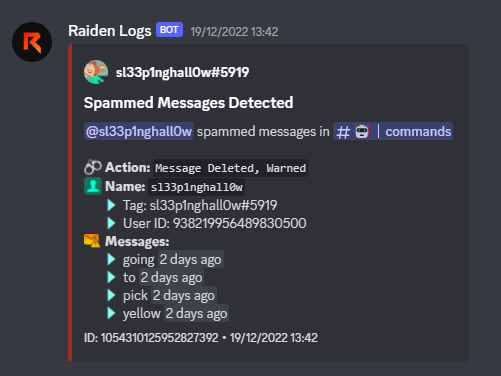 Raiden Logs BOT 19/12/2022 13:42
sl33p1nghall0w#5919
Spammed Messages Detected
@sl33p1nghall0w spammed messages in # | commands
Action: Message Deleted, Warned
Name: sl33p1nghall0w
Tag: sl33p1nghall0w#5919
User ID: 938219956489830500
Messages:
going 2 days ago
to 2 days ago
pick 2 days ago
yellow 2 days ago
ID: 1054310125952827392 • 19/12/2022 13:42